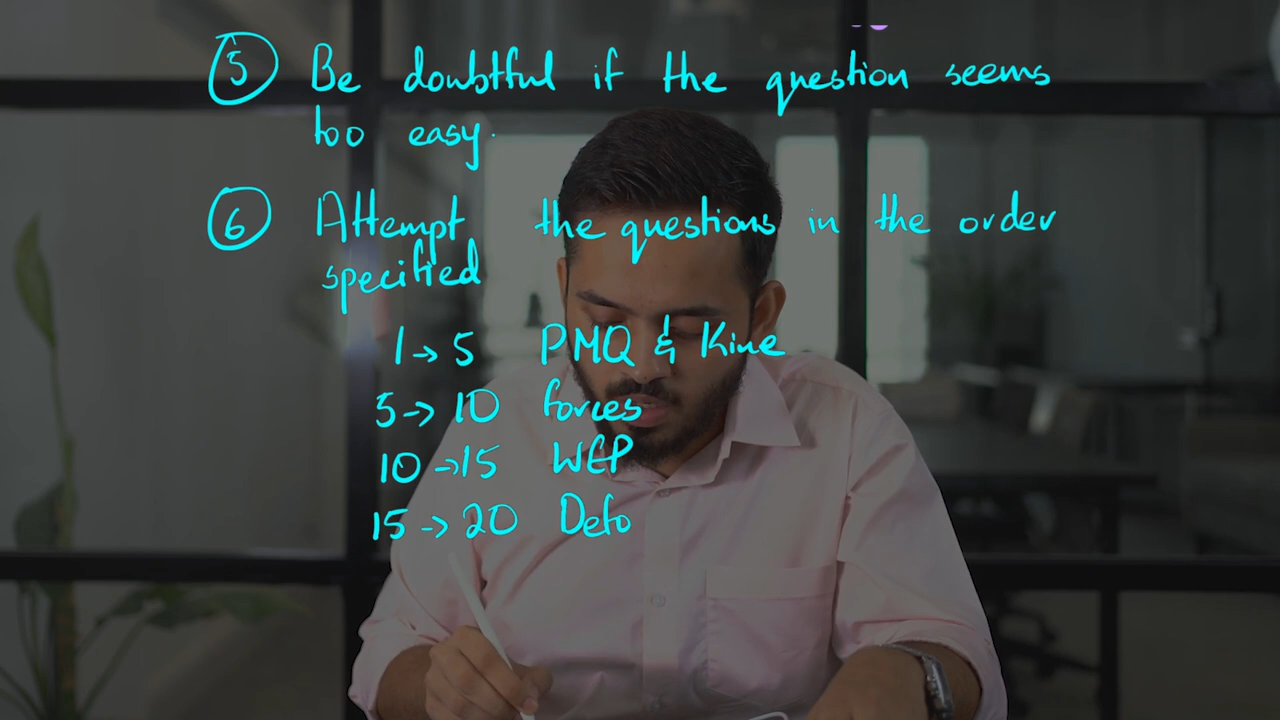 5 Be doubtful if the question seems
too easy.
6 Attempt the questions in the order
specified
1 → 5 PMQ & Kine
5 → 10 forces
10 → 15 WEP
15 → 20 Defo